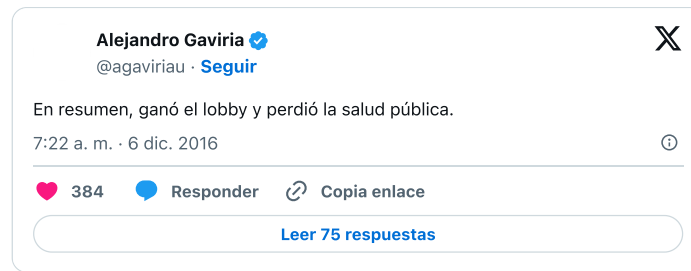 Alejandro Gaviria
@agaviriau · Seguir
En resumen, ganó el lobby y perdió la salud pública.
7:22 a. m. · 6 dic. 2016
384 Responder Copia enlace
Leer 75 respuestas